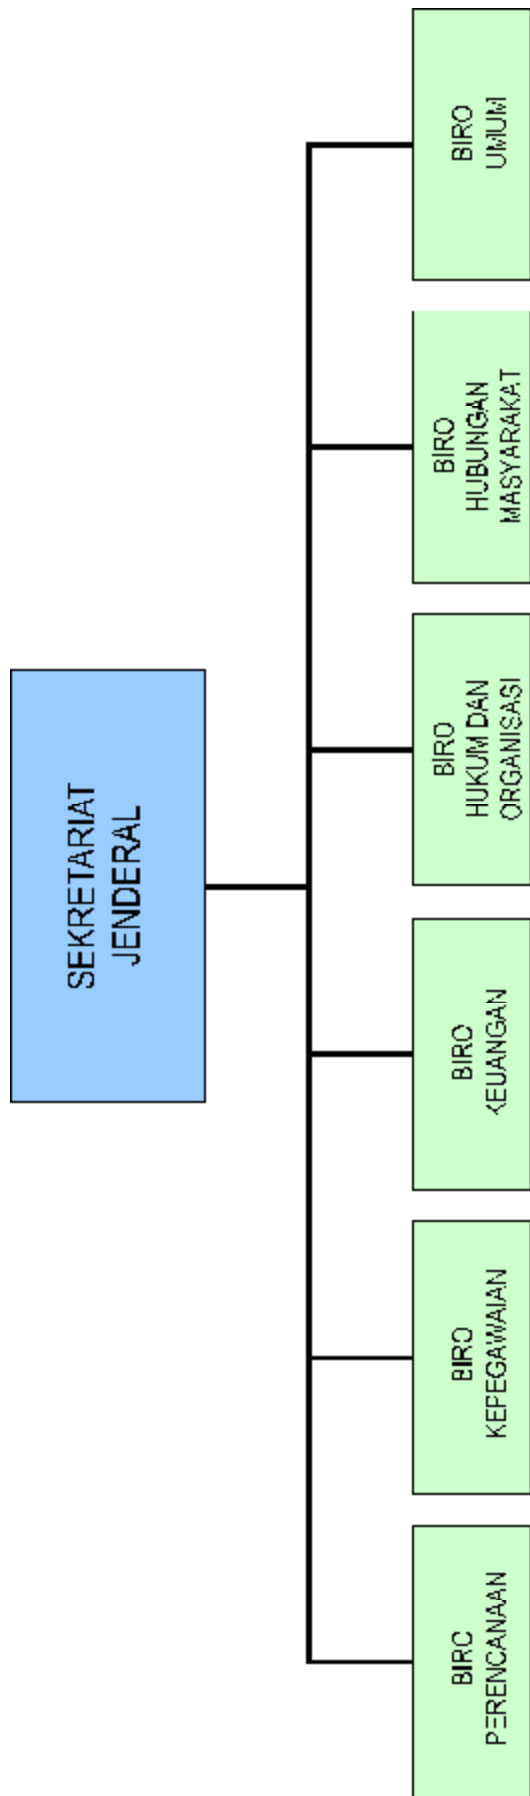 SEKRETARIAT
JENDERAL
BIRO
PERENCANAAN
BIRO
KEPEGAWAIAN
BIRO
KEUANGAN
BIRO
HUKUM DAN
ORGANISASI
BIRO
HUBUNGAN
MASYARAKAT
BIRO
UMUM